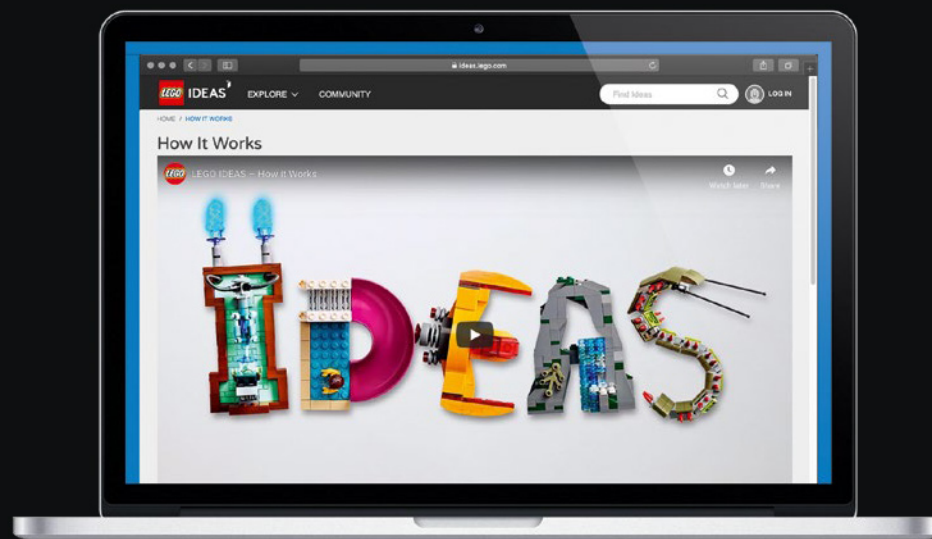 ideas.lego.com
LEGO IDEAS EXPLORE COMMUNITY
Find Ideas
LOG IN
HOME / HOW IT WORKS
How It Works
LEGO LEGO IDEAS – How It Works
Watch later
Share
IDEAS